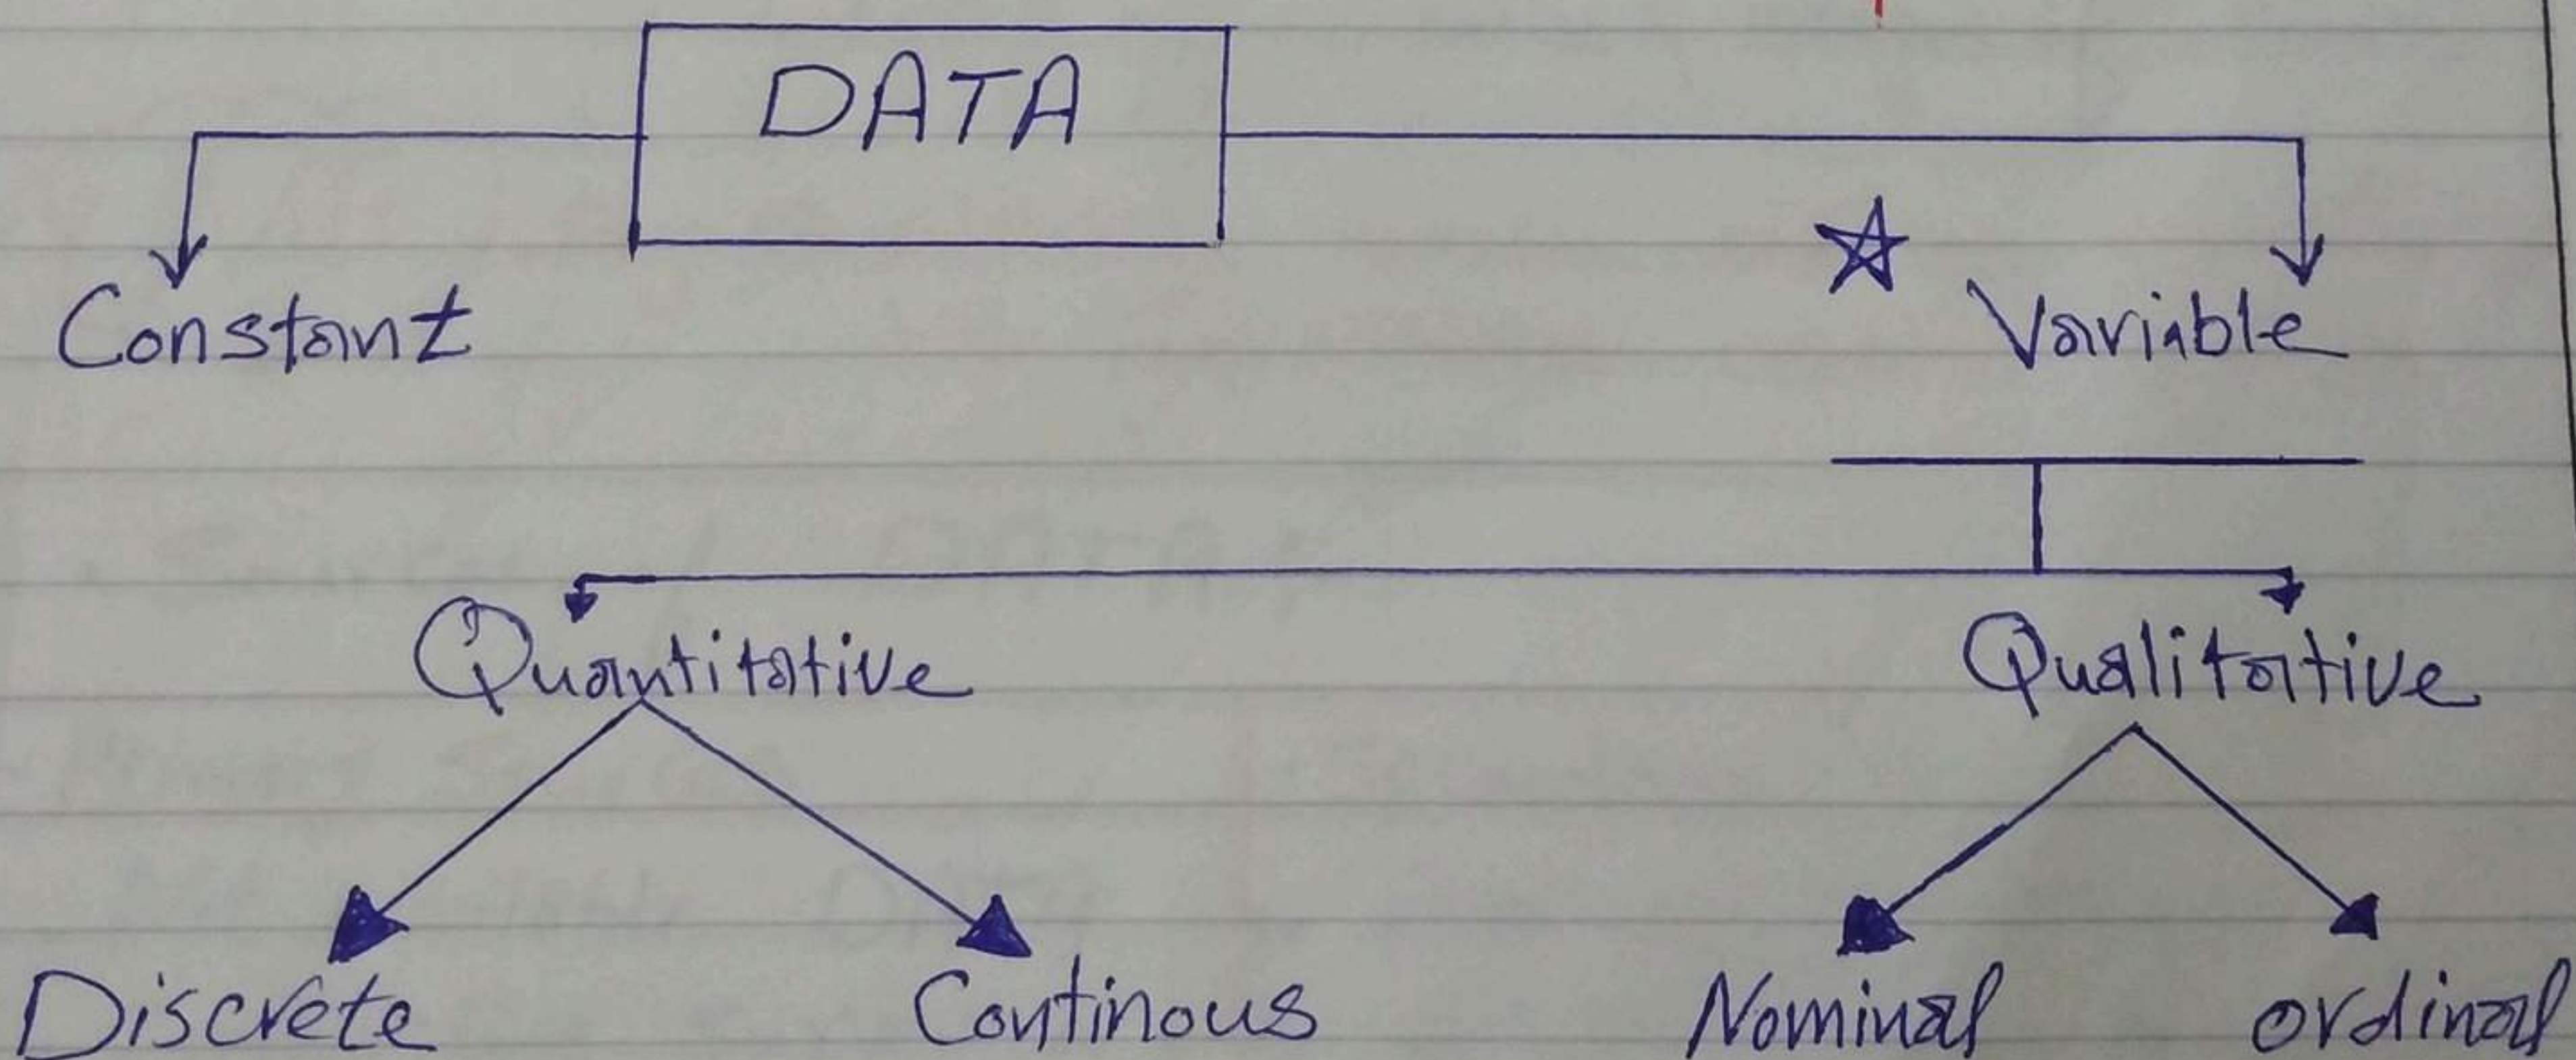 DATA
Constant Variable
Quantitative Qualitative
Discrete Continous Nominal ordinal